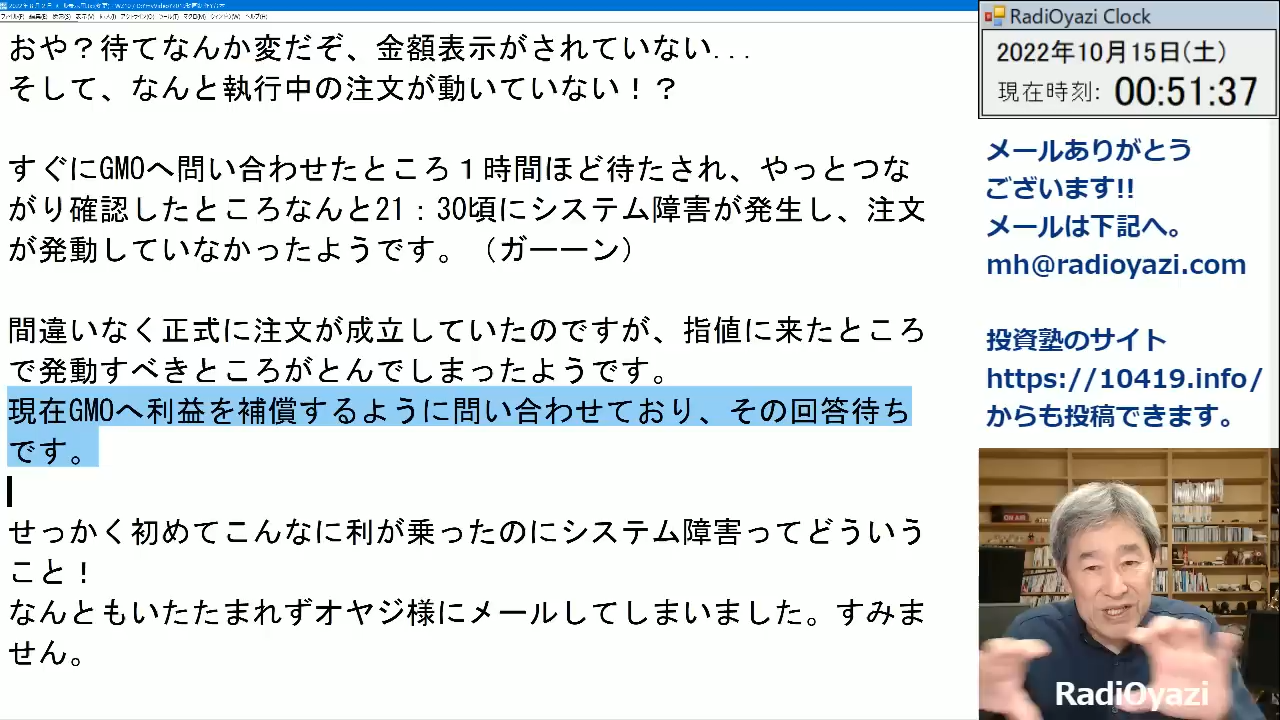 おや？待てなんか変だぞ、金額表示がされていない...
そして、なんと執行中の注文が動いていない！？
すぐにGMOへ問い合わせたところ１時間ほど待たされ、やっとつな
がり確認したところなんと21：30頃にシステム障害が発生し、注文
が発動していなかったようです。（ガーーーン）
間違いなく正式に注文が成立していたのですが、指値に来たところ
で発動すべきところがとんでしまったようです。
現在GMOへ利益を補償するように問い合わせており、その回答待ち
です。
せっかく初めてこんなに利が乗ったのにシステム障害ってどういう
こと！
なんともいたたまれずオヤジ様にメールしてしまいました。すみま
せん。
RadiOyazi Clock
2022年10月15日(土)
現在時刻: 00:51:37
メールありがとう
ございます!!
メールは下記へ。
mh@radioyazi.com
投資塾のサイト
https://10419.info/
からも投稿できます。
ON AIR
RadiOyazi